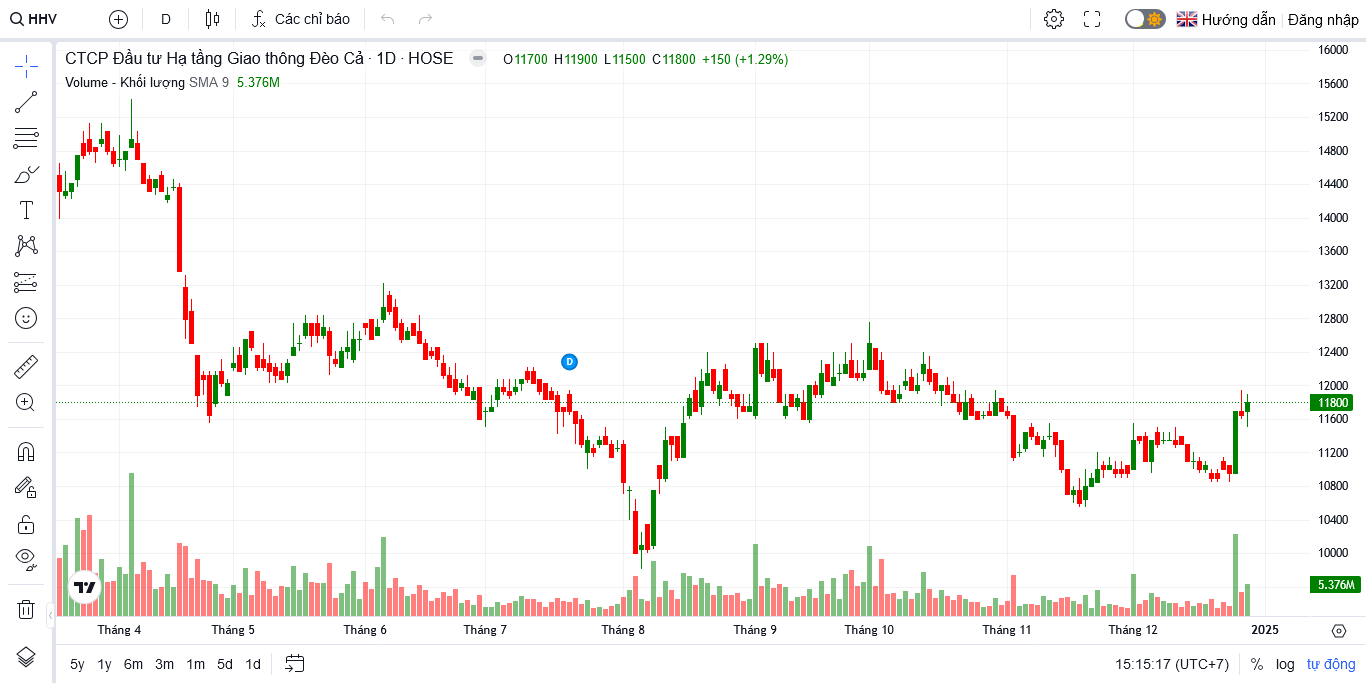 HHV D Các chỉ báo Hướng dẫn Đăng nhập
CTCP Đầu tư Hạ tầng Giao thông Đèo Cả · 1D · HOSE O11700 H11900 L11500 C11800 +150 (+1.29%)
Volume - Khối lượng SMA 9 5.376M
16000
15600
15200
14800
14400
14000
13600
13200
12800
12400
D
12000
11800
11600
11200
10800
10400
10000
5.376M
Tháng 4 Tháng 5 Tháng 6 Tháng 7 Tháng 8 Tháng 9 Tháng 10 Tháng 11 Tháng 12 2025
5y 1y 6m 3m 1m 5d 1d 15:15:17 (UTC+7) % log tự động